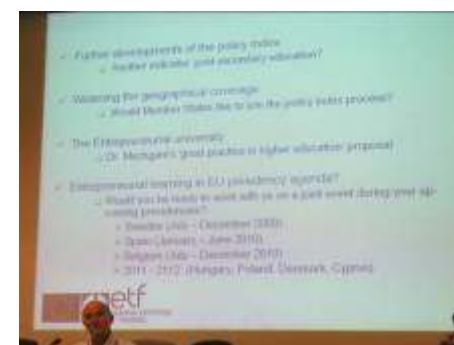 Further developments of the policy index
Another indicator: post-secondary education?
Widening the geographical coverage
Would Member States like to join the policy index process?
The Entrepreneurial university
Dr. good practice in higher education proposal
Entrepreneurial learning in EU presidency agenda?
Would you be ready to work with us on a joint event during your up-
coming presidencies?
Sweden (July – December 2009)
Spain (January – June 2010)
Belgium (July – December 2010)
2011 - 2012 (Hungary, Poland, Denmark, Cyprus)
etf